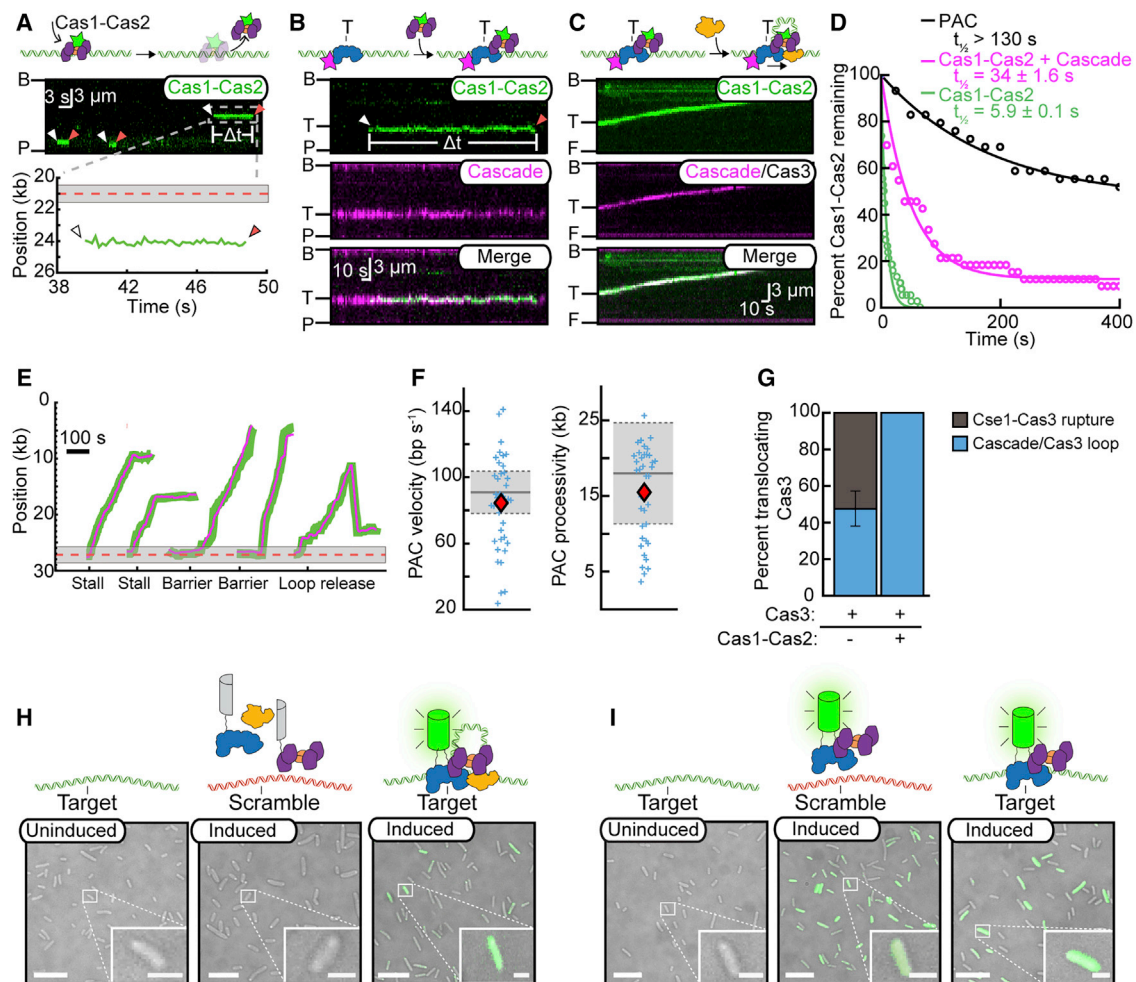 A
Cas1-Cas2
B
Cas1-Cas2
3 s
3 μm
Δt
P
Position (kb)
20
21
22
23
24
26
38
42
46
50
Time (s)
B
T
T
B
Cas1-Cas2
T
Δt
P
B
Cascade
T
P
B
Merge
10 s
3 μm
T
P
C
T
T
B
Cas1-Cas2
T
F
B
Cascade/Cas3
T
F
B
Merge
T
3 μm
10 s
F
D
PAC
t½ > 130 s
Cas1-Cas2 + Cascade
t½ = 34 ± 1.6 s
Cas1-Cas2
t½ = 5.9 ± 0.1 s
Percent Cas1-Cas2 remaining
100
80
60
40
20
0
0
200
400
Time (s)
E
Position (kb)
0
10
20
30
100 s
Stall
Stall
Barrier
Barrier
Loop release
F
PAC velocity (bp s⁻¹)
140
100
60
20
PAC processivity (kb)
25
15
5
G
Percent translocating Cas3
100
80
60
40
20
0
Cse1-Cas3 rupture
Cascade/Cas3 loop
Cas3: + +
Cas1-Cas2: - +
H
Target
Scramble
Target
Uninduced
Induced
Induced
I
Target
Scramble
Target
Uninduced
Induced
Induced